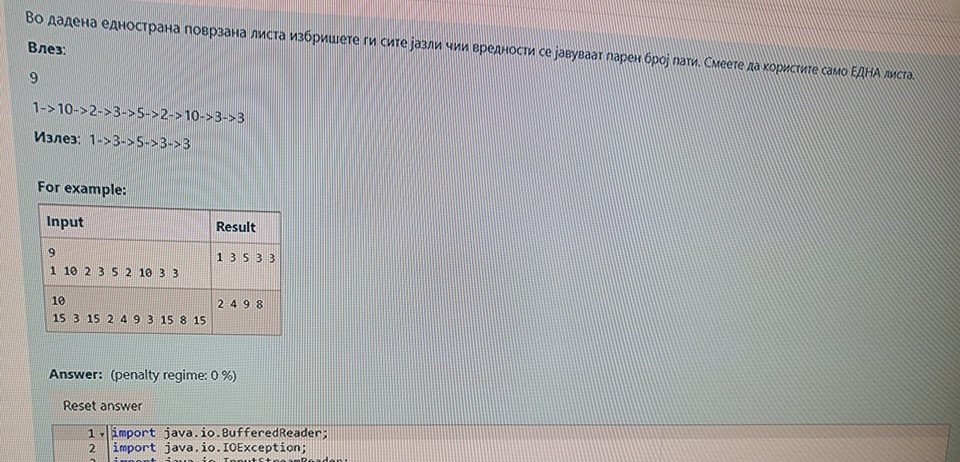 Во дадена еднострана поврзана листа избришете ги сите јазли чии вредности се јавуваат парен број пати. Смеете да користите само ЕДНА листа.
Влез:
9
1->10->2->3->5->2->10->3->3
Излез: 1->3->5->3->3
For example:
Input Result
9 1 3 5 3 3
1 10 2 3 5 2 10 3 3
10 2 4 9 8
15 3 15 2 4 9 3 15 8 15
Answer: (penalty regime: 0 %)
Reset answer
1 import java.io.BufferedReader;
2 import java.io.IOException;
import java.io.InputStreamReader;